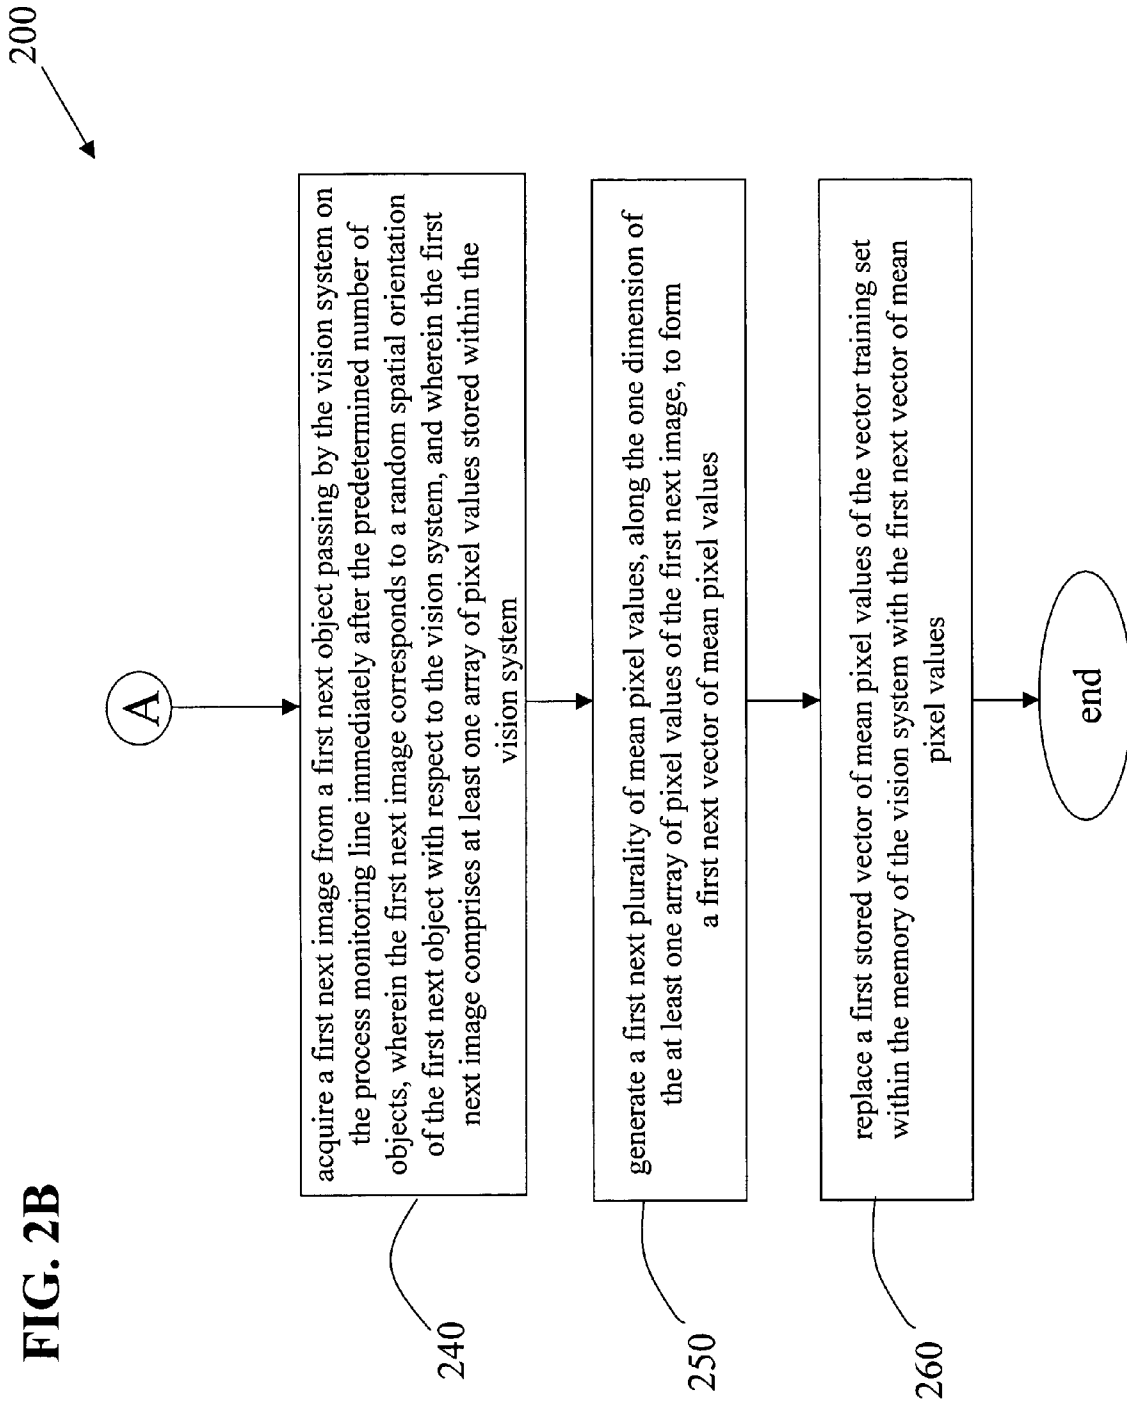 FIG. 2B
200
A
acquire a first next image from a first next object passing by the vision system on
the process monitoring line immediately after the predetermined number of
objects, wherein the first next image corresponds to a random spatial orientation
of the first next object with respect to the vision system, and wherein the first
next image comprises at least one array of pixel values stored within the
vision system
240
generate a first next plurality of mean pixel values, along the one dimension of
the at least one array of pixel values of the first next image, to form
a first next vector of mean pixel values
250
replace a first stored vector of mean pixel values of the vector training set
within the memory of the vision system with the first next vector of mean
pixel values
260
end